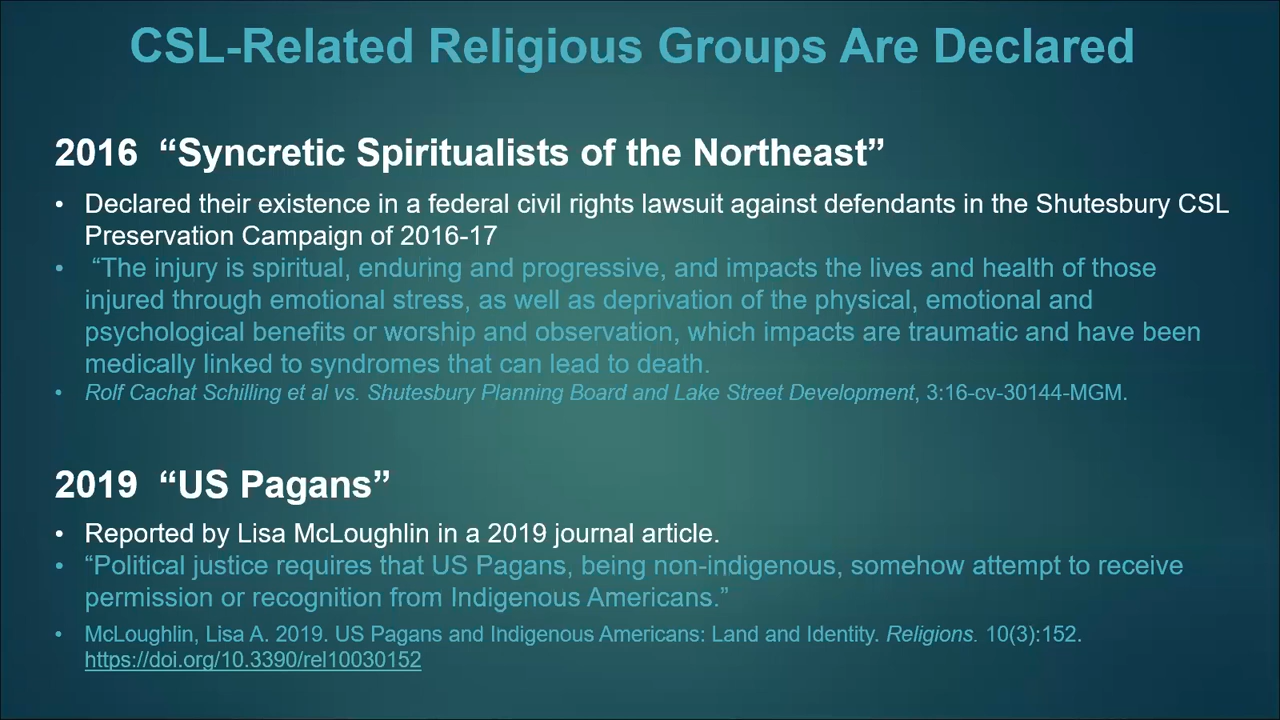 CSL-Related Religious Groups Are Declared
2016 “Syncretic Spiritualists of the Northeast”
• Declared their existence in a federal civil rights lawsuit against defendants in the Shutesbury CSL
Preservation Campaign of 2016-17
• “The injury is spiritual, enduring and progressive, and impacts the lives and health of those
injured through emotional stress, as well as deprivation of the physical, emotional and
psychological benefits or worship and observation, which impacts are traumatic and have been
medically linked to syndromes that can lead to death.
• Rolf Cachat Schilling et al vs. Shutesbury Planning Board and Lake Street Development, 3:16-cv-30144-MGM.
2019 “US Pagans”
• Reported by Lisa McLoughlin in a 2019 journal article.
• “Political justice requires that US Pagans, being non-indigenous, somehow attempt to receive
permission or recognition from Indigenous Americans.”
• McLoughlin, Lisa A. 2019. US Pagans and Indigenous Americans: Land and Identity. Religions. 10(3):152.
https://doi.org/10.3390/rel10030152